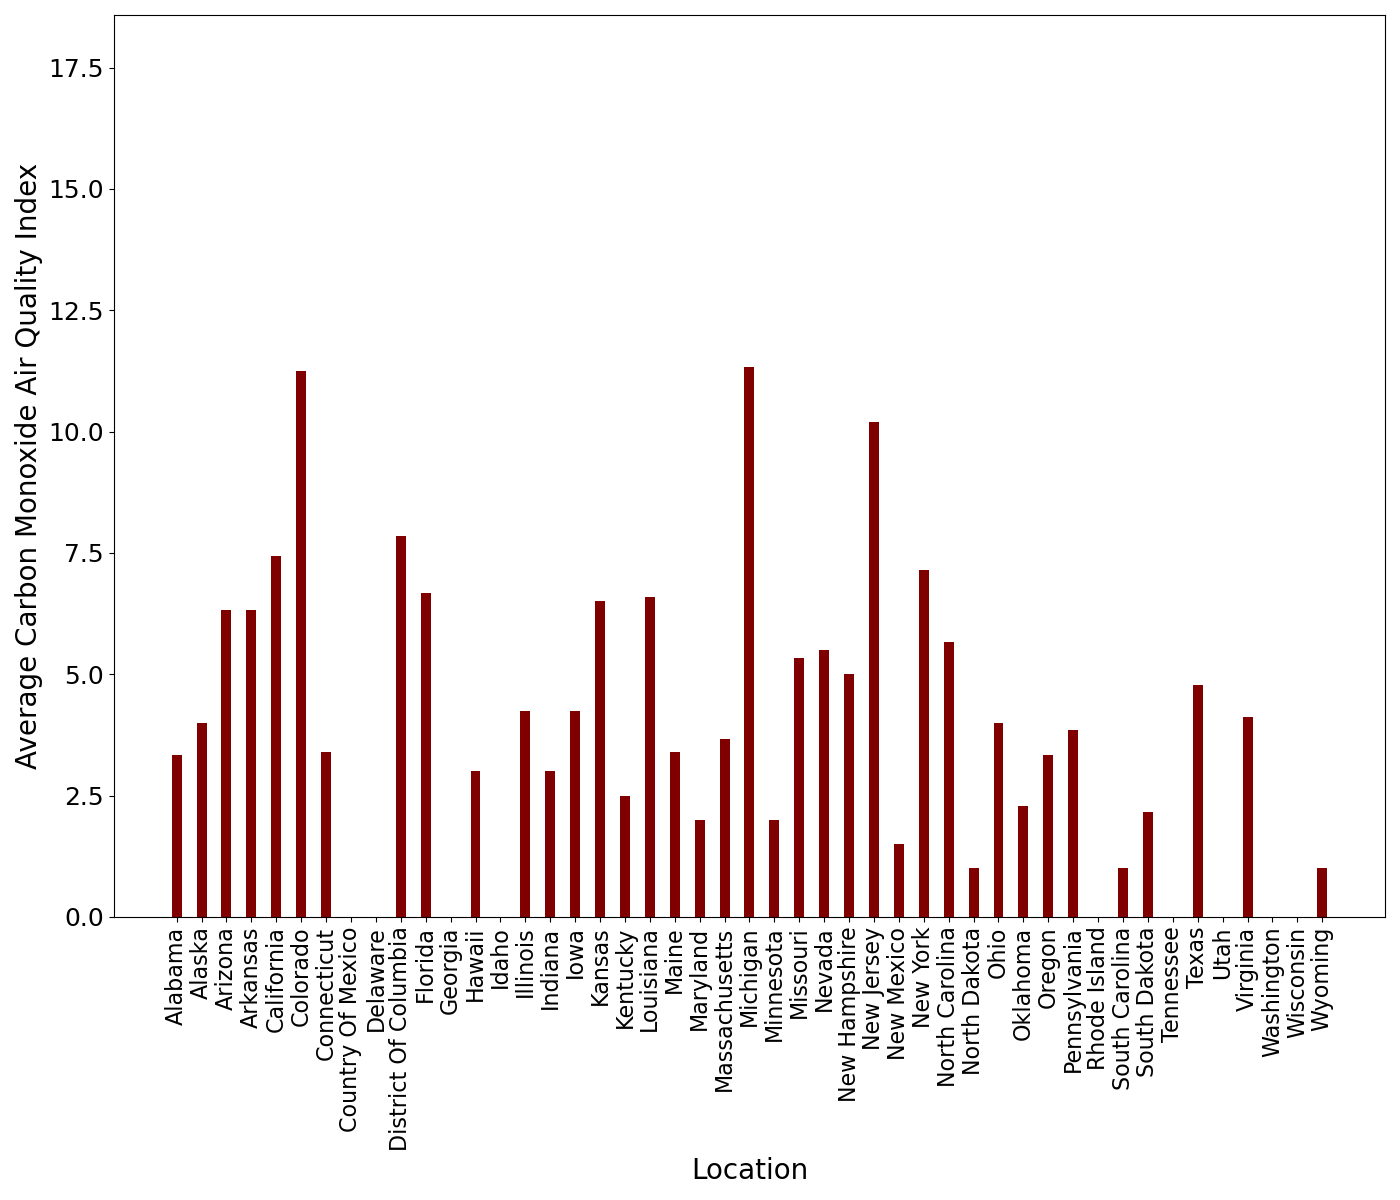 Average Carbon Monoxide Air Quality Index
17.5
15.0
12.5
10.0
7.5
5.0
2.5
0.0
Alabama
Alaska
Arizona
Arkansas
California
Colorado
Connecticut
Country Of Mexico
Delaware
District Of Columbia
Florida
Georgia
Hawaii
Idaho
Illinois
Indiana
Iowa
Kansas
Kentucky
Louisiana
Maine
Maryland
Massachusetts
Michigan
Minnesota
Missouri
Nevada
New Hampshire
New Jersey
New Mexico
New York
North Carolina
North Dakota
Ohio
Oklahoma
Oregon
Pennsylvania
Rhode Island
South Carolina
South Dakota
Tennessee
Texas
Utah
Virginia
Washington
Wisconsin
Wyoming
Location